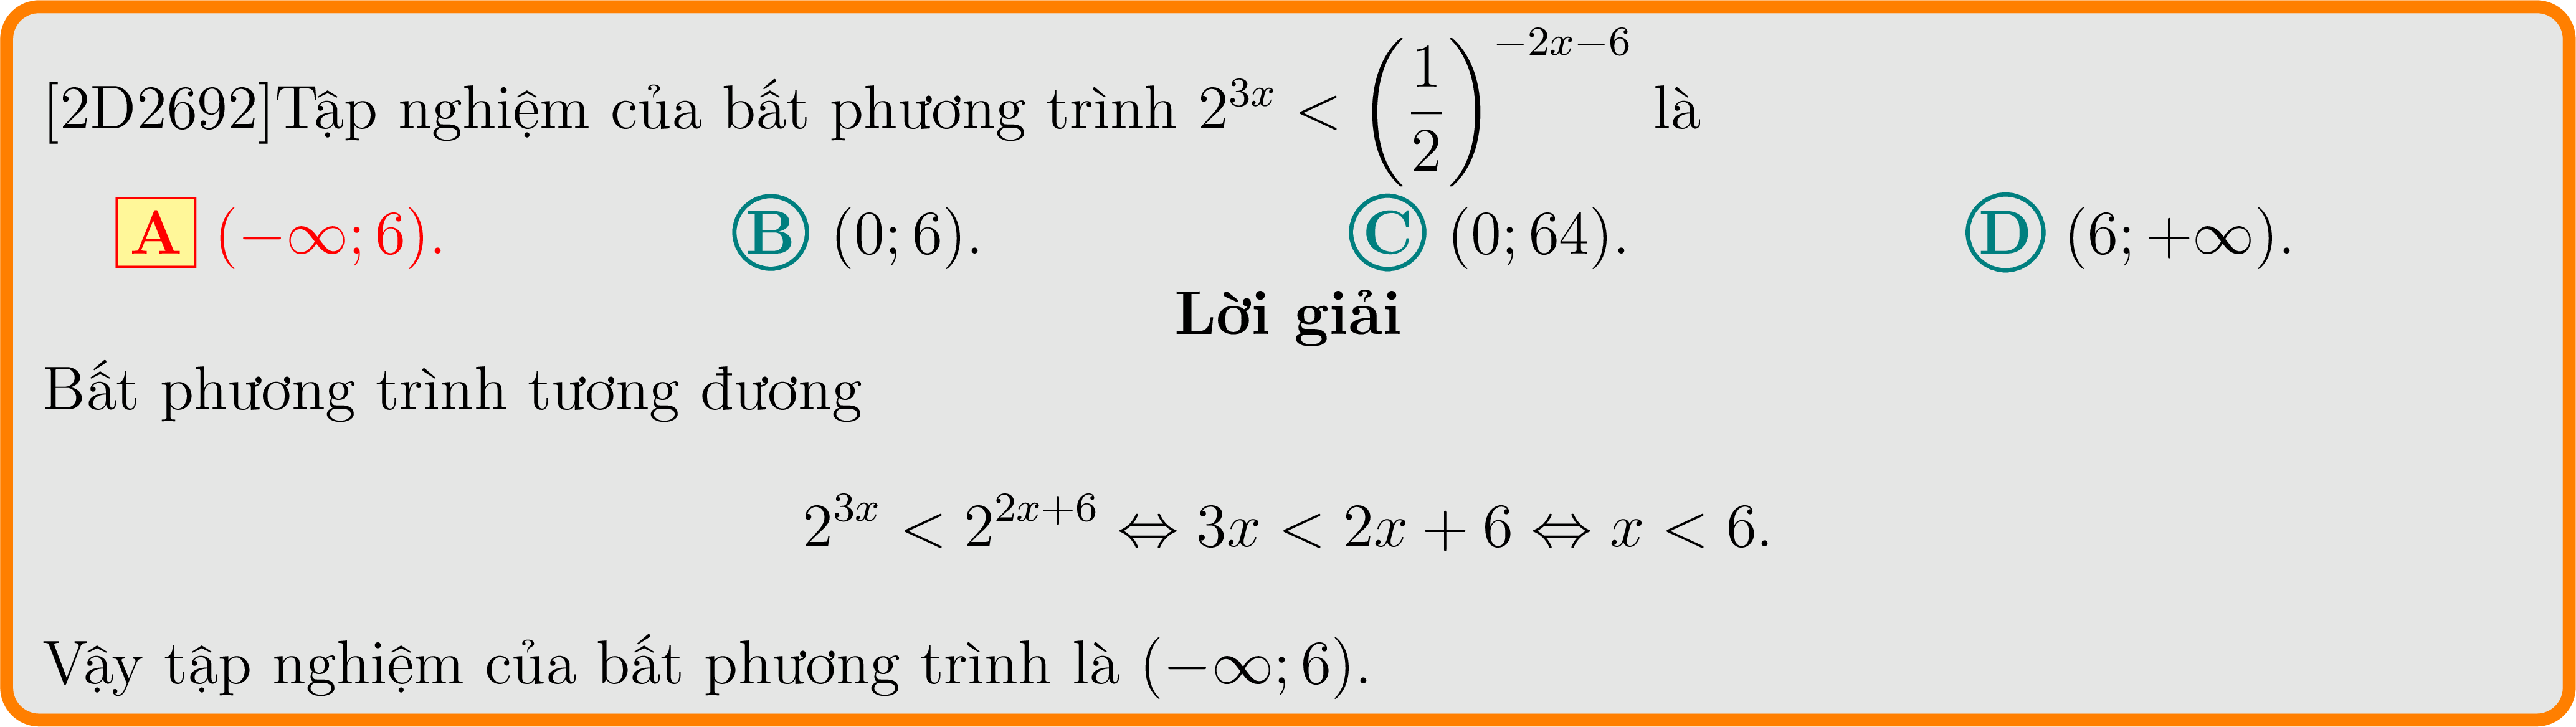 [2D2692]Tập nghiệm của bất phương trình $2^{3x} < \left(\dfrac{1}{2}\right)^{-2x-6}$ là
A $(-\infty; 6)$. B $(0; 6)$. C $(0; 64)$. D $(6; +\infty)$.
Lời giải
Bất phương trình tương đương
$2^{3x} < 2^{2x+6} \Leftrightarrow 3x < 2x + 6 \Leftrightarrow x < 6.$
Vậy tập nghiệm của bất phương trình là $(-\infty; 6)$.